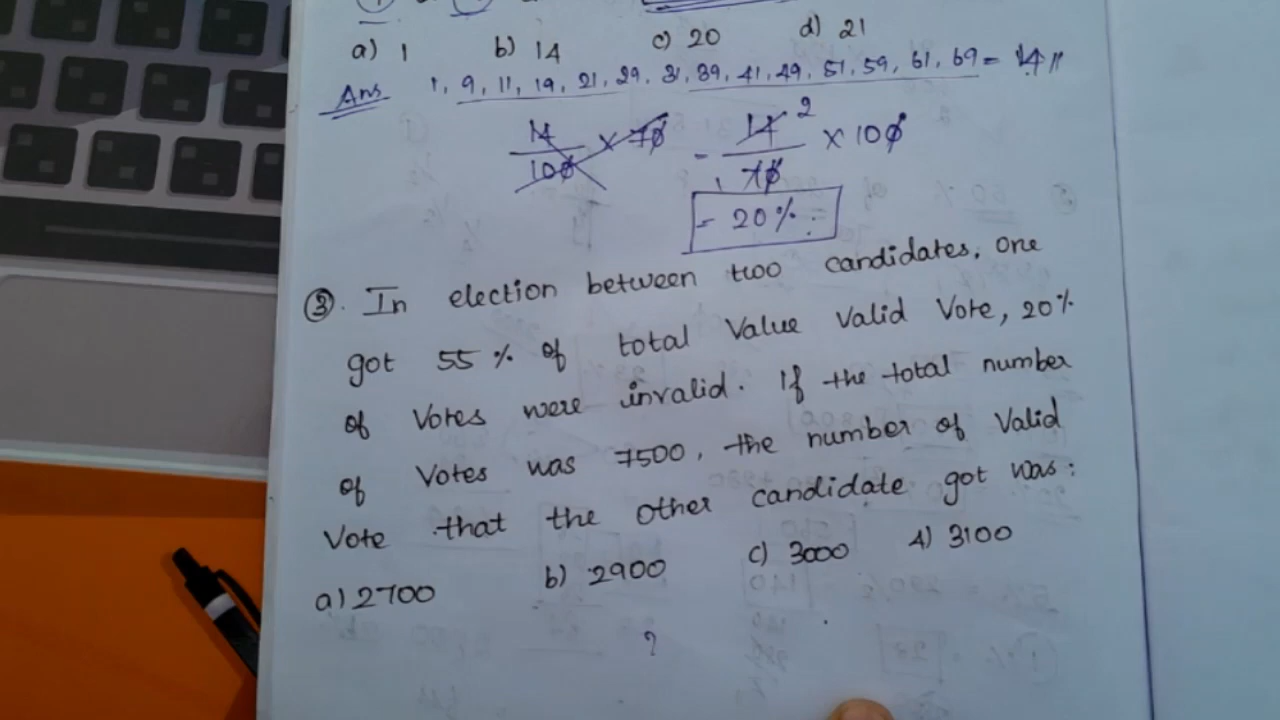 a) 1 b) 14 c) 20 d) 21
Ans 1, 9, 11, 19, 21, 29, 31, 39, 41, 49, 51, 59, 61, 69 = 14 //
14/100 × 70 = 14/70 2 × 100
= 20%
③. In election between two candidates, one
got 55% of total Value Valid Vote, 20%
of Votes were invalid. If the total number
of Votes was 7500, the number of Valid
Vote that the other candidate got was:
a) 2700 b) 2900 c) 3000 4) 3100
?